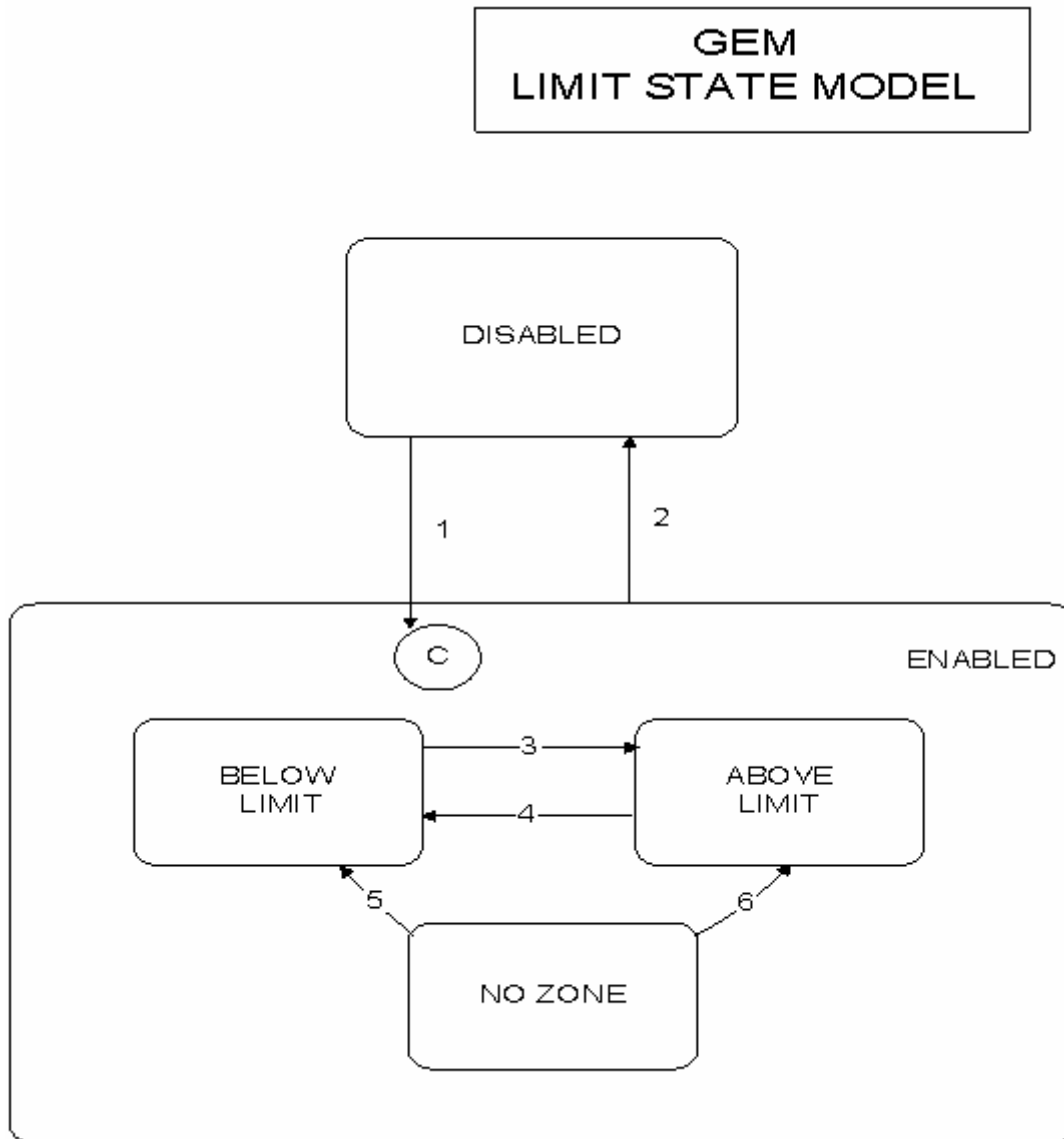 GEM
LIMIT STATE MODEL
DISABLED
1
2
C
ENABLED
BELOW
LIMIT
3
4
ABOVE
LIMIT
5
6
NO ZONE